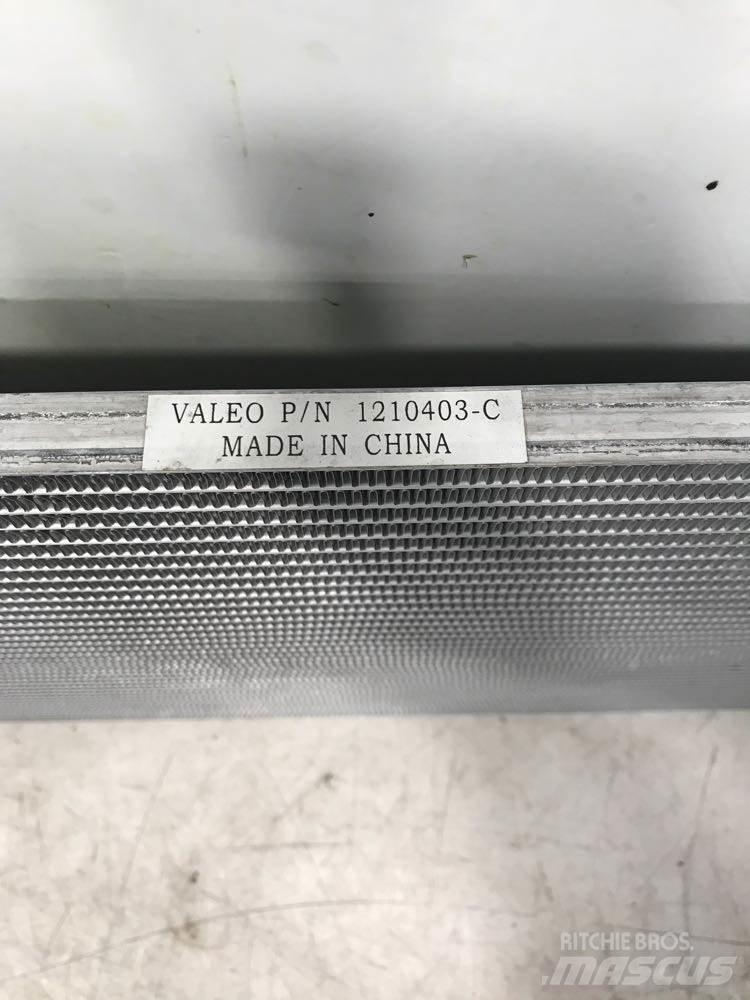 VALEO P/N 1210403-C
MADE IN CHINA
RITCHIE BROS.
MASCUS